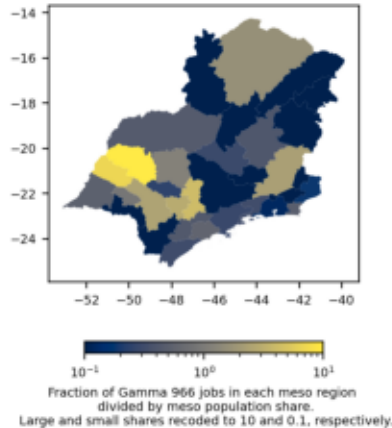 −14
−16
−18
−20
−22
−24
−52 −50 −48 −46 −44 −42 −40
10⁻¹ 10⁰ 10¹
Fraction of Gamma 966 jobs in each meso region
divided by meso population share.
Large and small shares recoded to 10 and 0.1, respectively